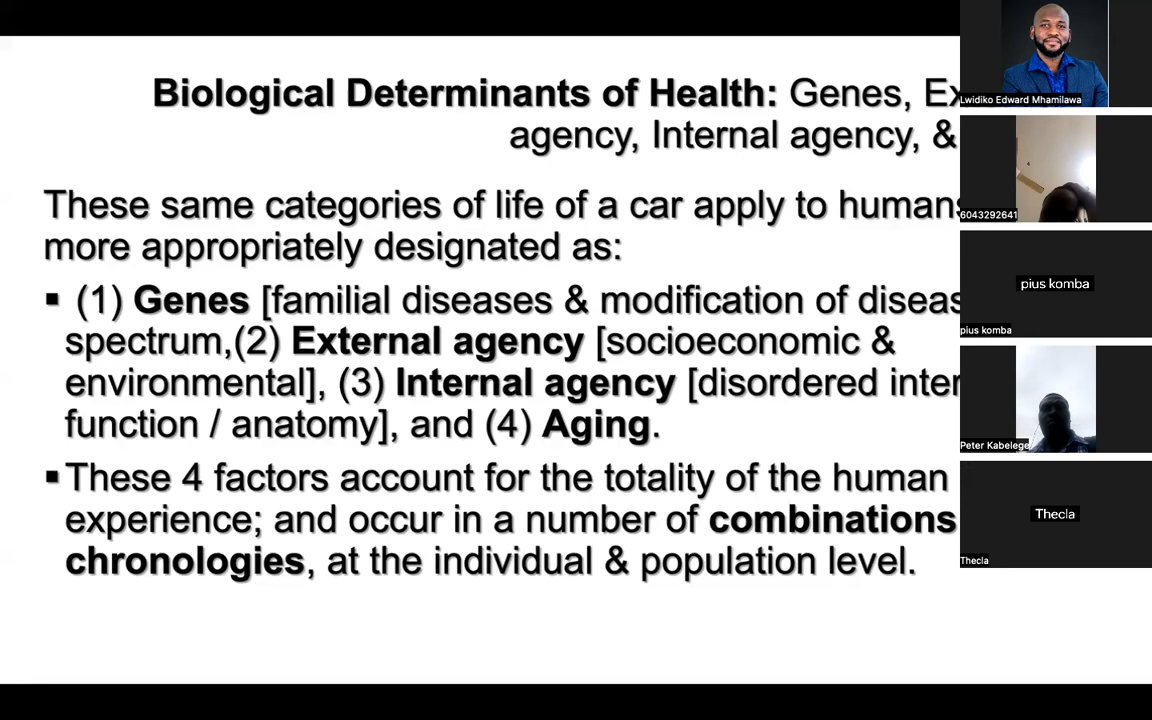 Biological Determinants of Health: Genes, Ex
agency, Internal agency, &
These same categories of life of a car apply to humans
more appropriately designated as:
▪ (1) Genes [familial diseases & modification of diseas
spectrum,(2) External agency [socioeconomic &
environmental], (3) Internal agency [disordered inter
function / anatomy], and (4) Aging.
▪ These 4 factors account for the totality of the human
experience; and occur in a number of combinations
chronologies, at the individual & population level.
Lwidiko Edward Mhamilawa
6043292641
pius komba
pius komba
Peter Kabelege
Thecla
Thecla